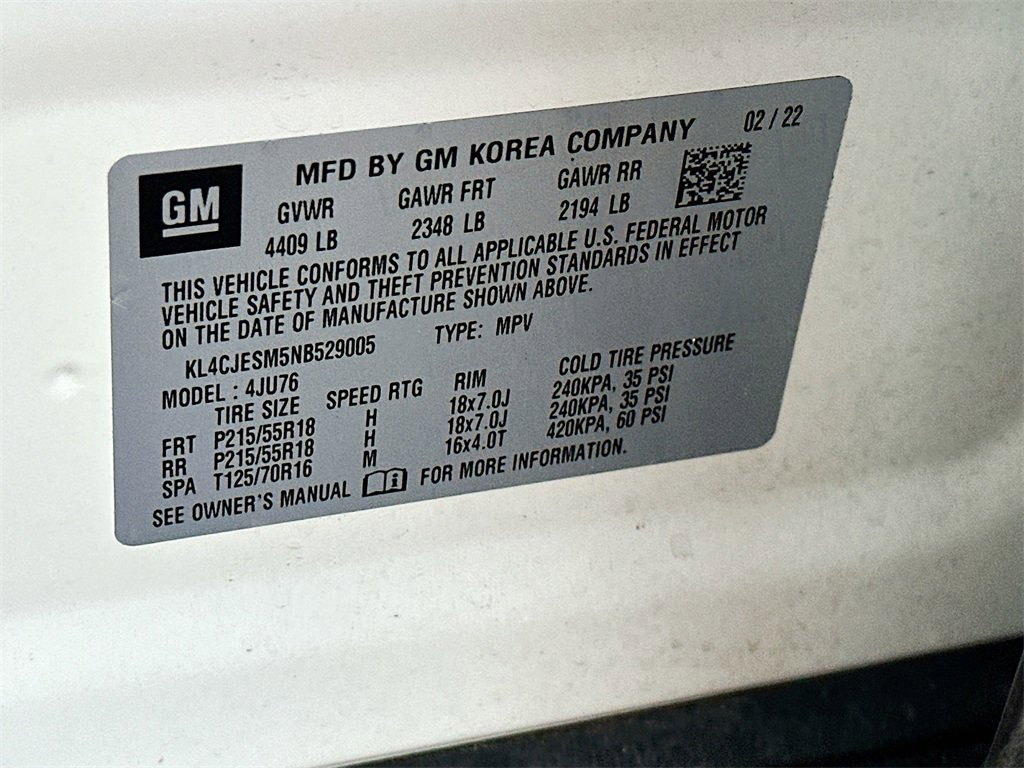 GM
MFD BY GM KOREA COMPANY 02 / 22
GVWR GAWR FRT GAWR RR
4409 LB 2348 LB 2194 LB
THIS VEHICLE CONFORMS TO ALL APPLICABLE U.S. FEDERAL MOTOR
VEHICLE SAFETY AND THEFT PREVENTION STANDARDS IN EFFECT
ON THE DATE OF MANUFACTURE SHOWN ABOVE.
KL4CJESM5NB529005 TYPE: MPV
MODEL : 4JU76
TIRE SIZE SPEED RTG RIM COLD TIRE PRESSURE
FRT P215/55R18 H 18x7.0J 240KPA, 35 PSI
RR P215/55R18 H 18x7.0J 240KPA, 35 PSI
SPA T125/70R16 M 16x4.0T 420KPA, 60 PSI
SEE OWNER'S MANUAL FOR MORE INFORMATION.